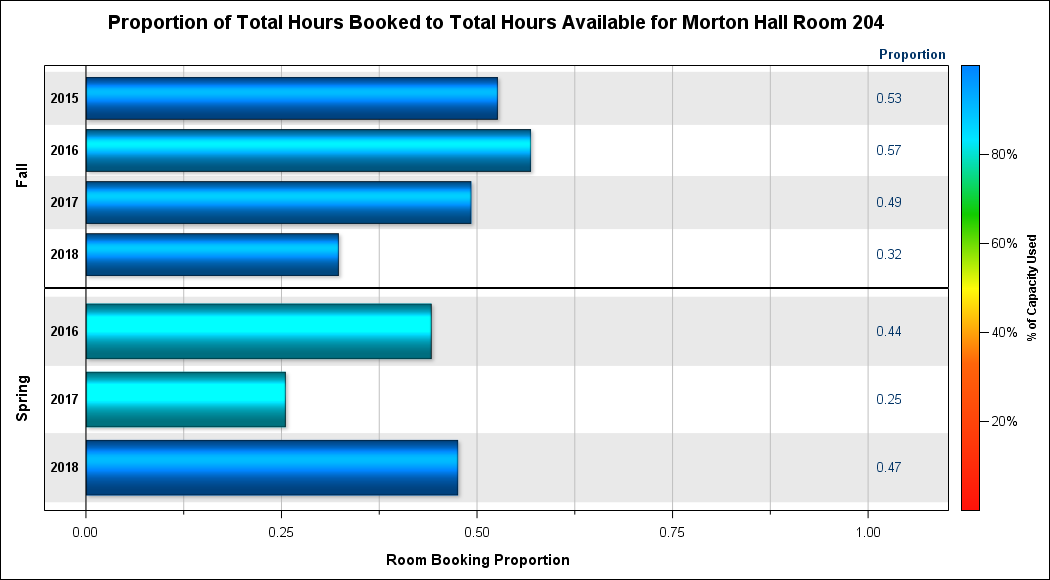 Proportion of Total Hours Booked to Total Hours Available for Morton Hall Room 204
Proportion
Fall
2015 0.53
2016 0.57
2017 0.49
2018 0.32
Spring
2016 0.44
2017 0.25
2018 0.47
0.00 0.25 0.50 0.75 1.00
Room Booking Proportion
80%
60%
40%
20%
% of Capacity Used